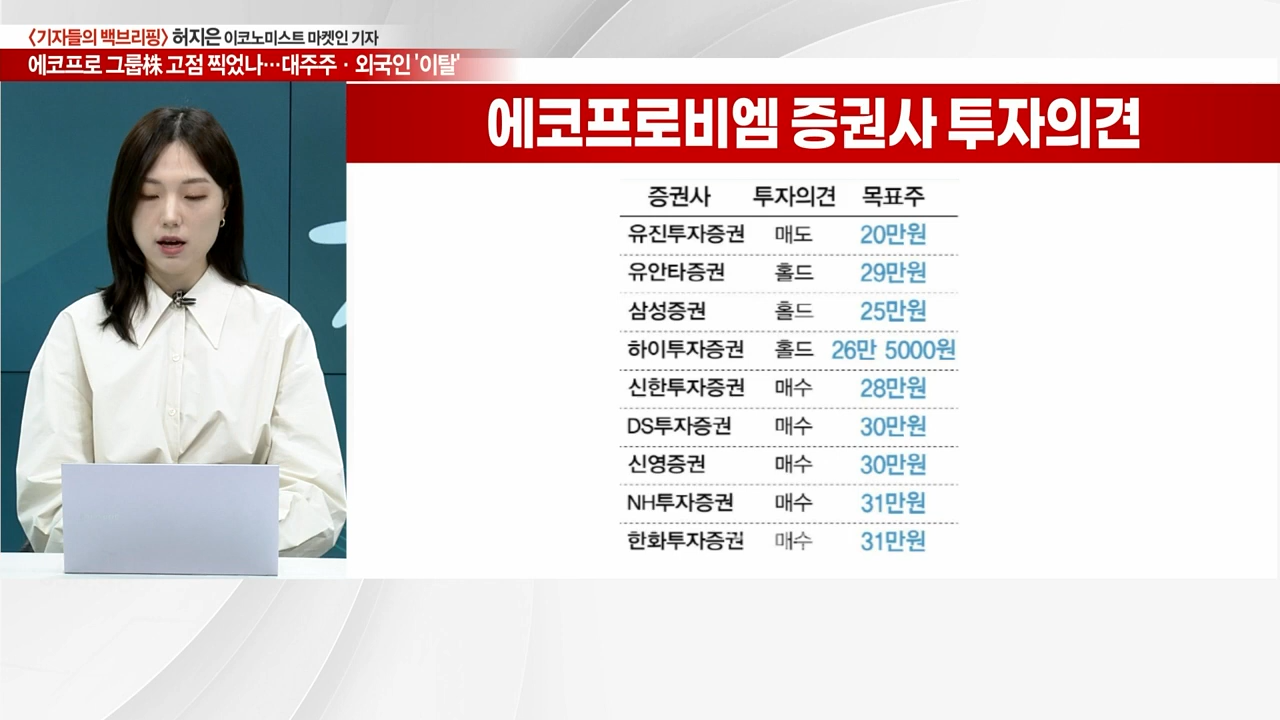 <기자들의 백브리핑> 허지은 이코노미스트 마켓인 기자
에코프로 그룹株 고점 찍었나…대주주·외국인 '이탈'
에코프로비엠 증권사 투자의견
증권사 투자의견 목표주
유진투자증권 매도 20만원
유안타증권 홀드 29만원
삼성증권 홀드 25만원
하이투자증권 홀드 26만 5000원
신한투자증권 매수 28만원
DS투자증권 매수 30만원
신영증권 매수 30만원
NH투자증권 매수 31만원
한화투자증권 매수 31만원